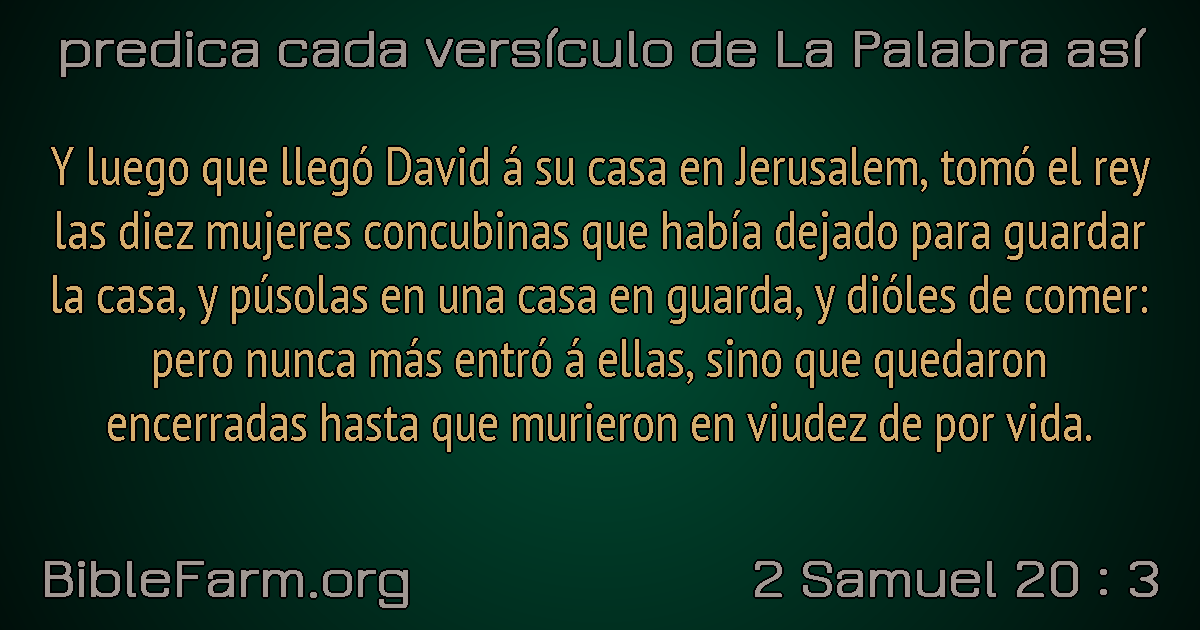 predica cada versículo de La Palabra así
Y luego que llegó David á su casa en Jerusalem, tomó el rey
las diez mujeres concubinas que había dejado para guardar
la casa, y púsolas en una casa en guarda, y dióles de comer:
pero nunca más entró á ellas, sino que quedaron
encerradas hasta que murieron en viudez de por vida.
BibleFarm.org
2 Samuel 20 : 3